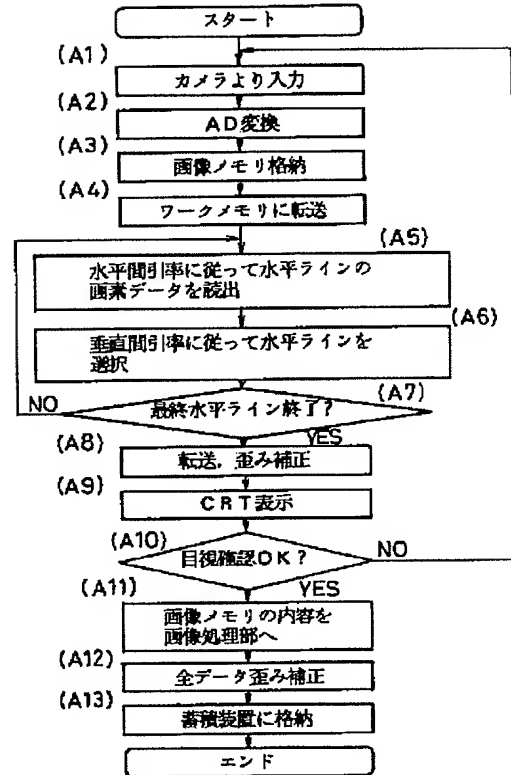 スタート
(A1)
カメラより入力
(A2)
AD変換
(A3)
画像メモリ格納
(A4)
ワークメモリに転送
(A5)
水平間引率に従って水平ラインの
画素データを読出
(A6)
垂直間引率に従って水平ラインを
選択
(A7)
最終水平ライン終了?
NO
YES
(A8)
転送,歪み補正
(A9)
CRT表示
(A10)
目視確認OK?
NO
YES
(A11)
画像メモリの内容を
画像処理部へ
(A12)
全データ歪み補正
(A13)
蓄積装置に格納
エンド